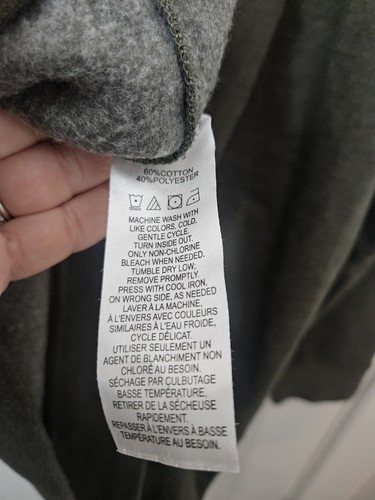 60%COTTON
40%POLYESTER
MACHINE WASH WITH
LIKE COLORS, COLD,
GENTLE CYCLE,
TURN INSIDE OUT.
ONLY NON-CHLORINE
BLEACH WHEN NEEDED.
TUMBLE DRY LOW,
REMOVE PROMPTLY.
PRESS WITH COOL IRON,
ON WRONG SIDE, AS NEEDED
LAVER À LA MACHINE,
À L'ENVERS AVEC COULEURS
SIMILAIRES À L'EAU FROIDE,
CYCLE DÉLICAT.
UTILISER SEULEMENT UN
AGENT DE BLANCHIMENT NON
CHLORÉ AU BESOIN.
SÉCHAGE PAR CULBUTAGE
BASSE TEMPÉRATURE,
RETIRER DE LA SÉCHEUSE
RAPIDEMENT.
REPASSER À L'ENVERS À BASSE
TEMPÉRATURE AU BESOIN.